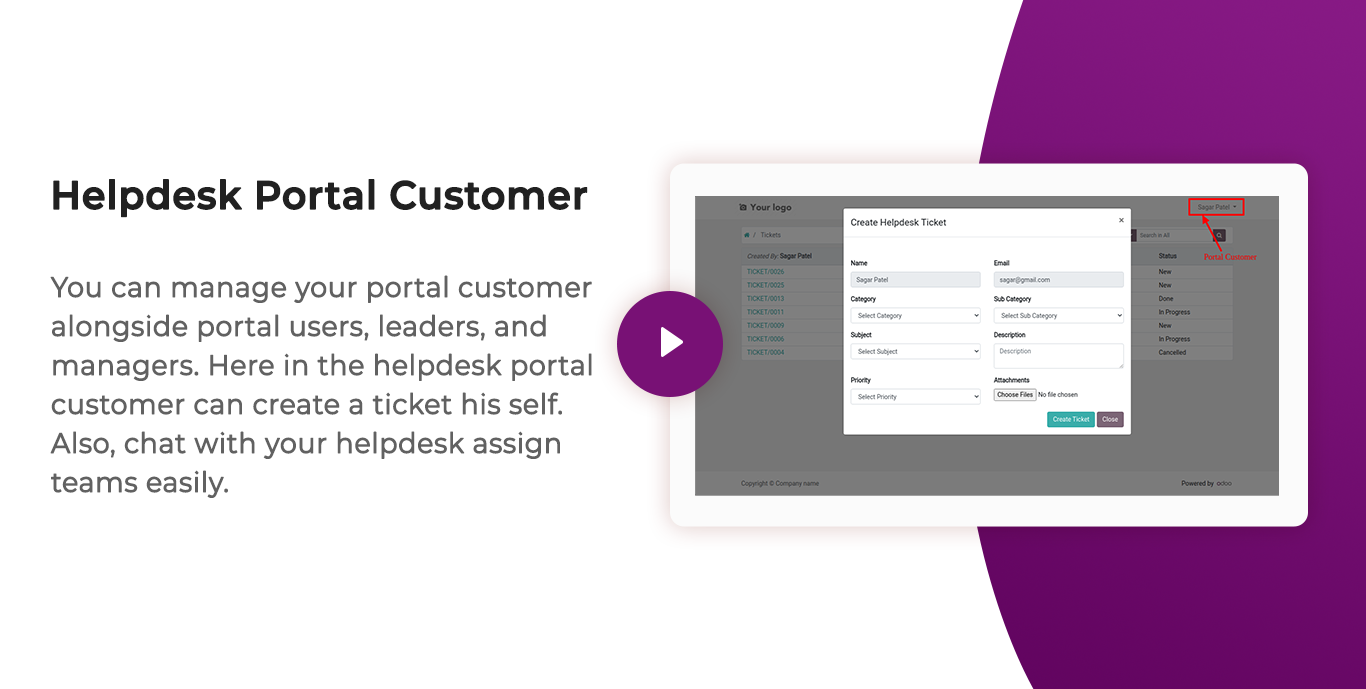 Helpdesk Portal Customer
You can manage your portal customer
alongside portal users, leaders, and
managers. Here in the helpdesk portal
customer can create a ticket his self.
Also, chat with your helpdesk assign
teams easily.
Your logo
Sagar Patel
Portal Customer
/ Tickets
Search in All
Created By: Sagar Patel
Status
TICKET/0026
New
TICKET/0025
New
TICKET/0013
Done
TICKET/0011
In Progress
TICKET/0009
New
TICKET/0006
In Progress
TICKET/0004
Cancelled
Create Helpdesk Ticket
×
Name
Email
Sagar Patel
sagar@gmail.com
Category
Sub Category
Select Category
Select Sub Category
Subject
Description
Select Subject
Description
Priority
Attachments
Select Priority
Choose Files No file chosen
Create Ticket
Close
Copyright © Company name
Powered by odoo